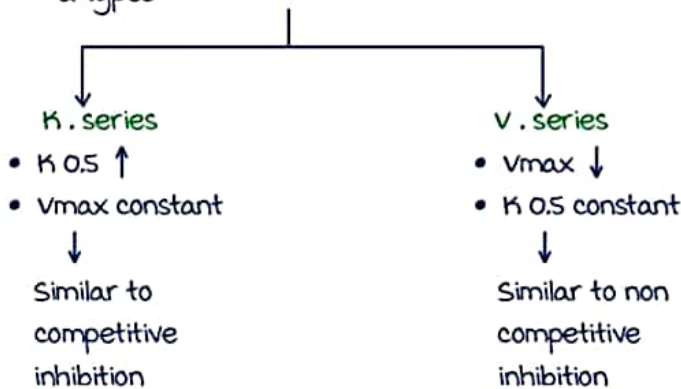 K. series
• K 0.5 ↑
• Vmax constant
↓
Similar to
competitive
inhibition
V. series
• Vmax ↓
• K 0.5 constant
↓
Similar to non
competitive
inhibition